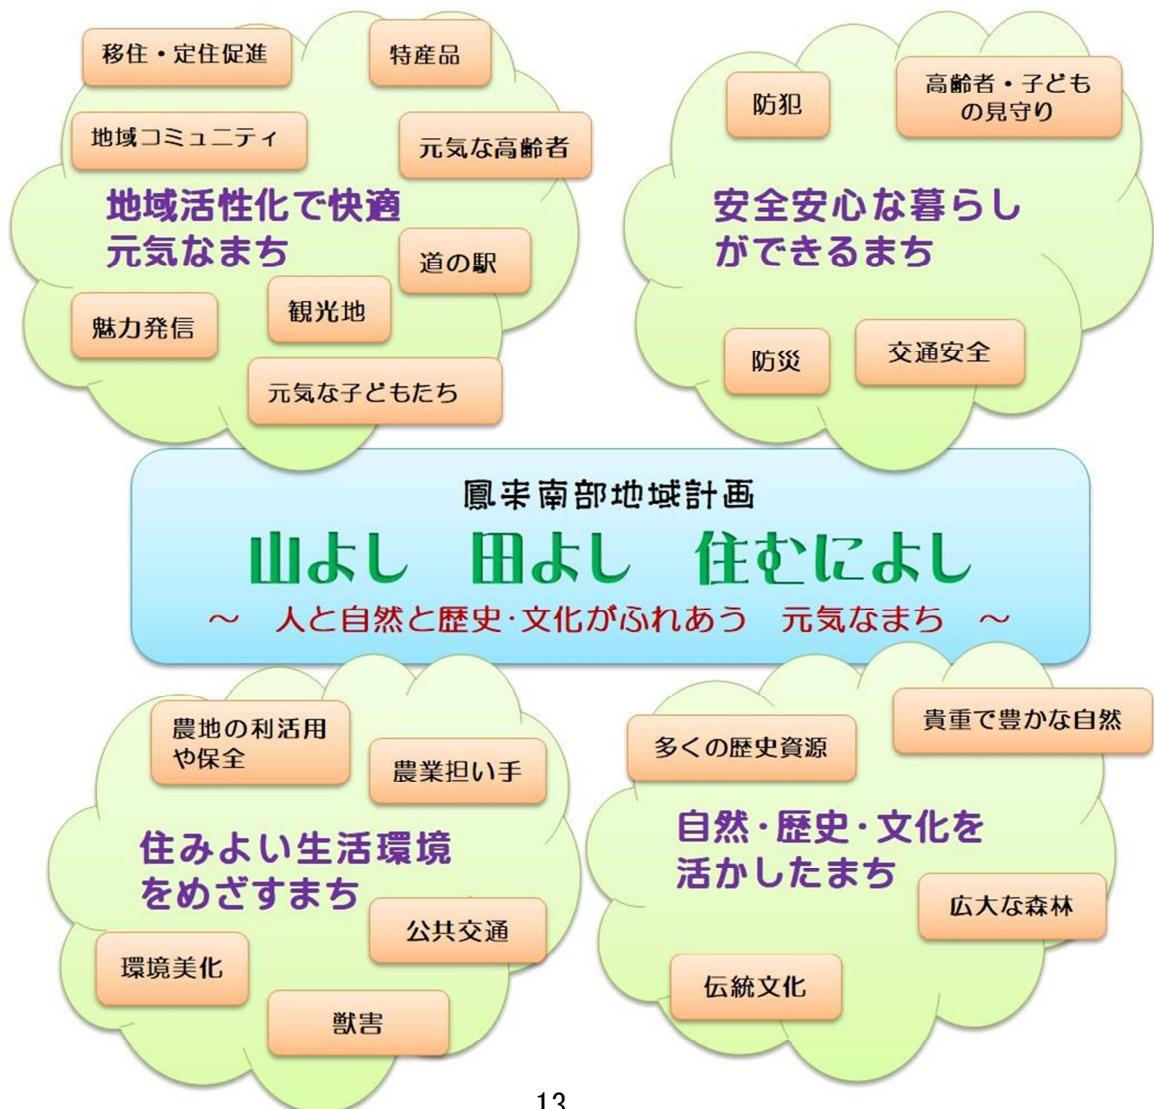 移住・定住促進
特産品
地域コミュニティ
元気な高齢者
地域活性化で快適
元気なまち
道の駅
観光地
魅力発信
元気な子どもたち
防犯
高齢者・子ども
の見守り
安全安心な暮らし
ができるまち
防災
交通安全
鳳来南部地域計画
山よし 田よし 住むによし
～ 人と自然と歴史・文化がふれあう 元気なまち ～
農地の利活用
や保全
農業担い手
住みよい生活環境
をめざすまち
公共交通
環境美化
獣害
多くの歴史資源
貴重で豊かな自然
自然・歴史・文化を
活かしたまち
広大な森林
伝統文化
13